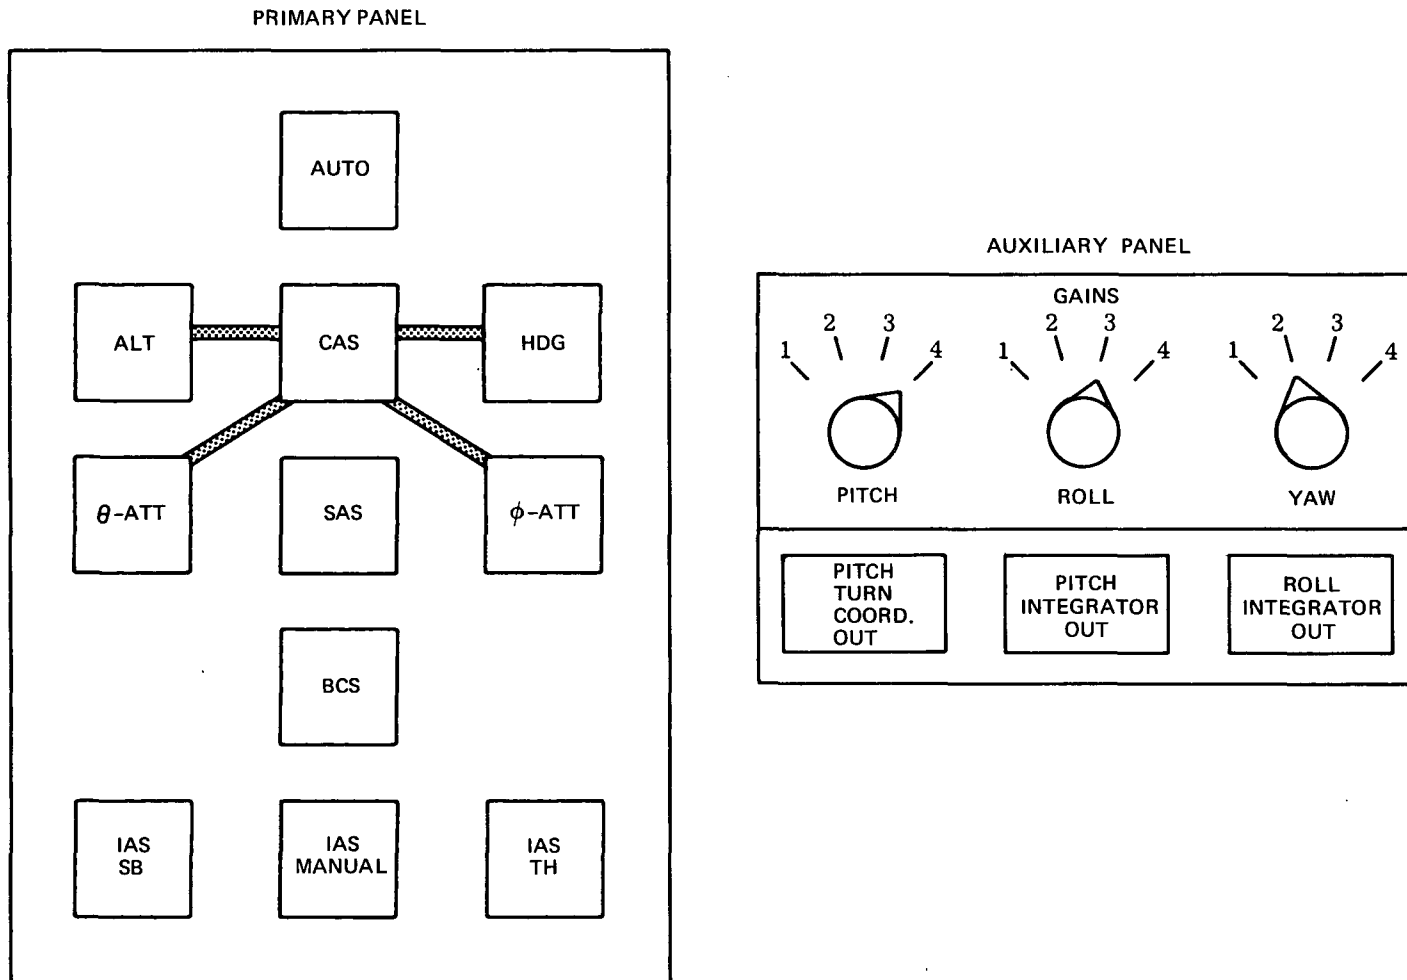 PRIMARY PANEL
AUTO
ALT
CAS
HDG
θ-ATT
SAS
φ-ATT
BCS
IAS
SB
IAS
MANUAL
IAS
TH
AUXILIARY PANEL
GAINS
1 2 3 4
1 2 3 4
1 2 3 4
PITCH
ROLL
YAW
PITCH
TURN
COORD.
OUT
PITCH
INTEGRATOR
OUT
ROLL
INTEGRATOR
OUT